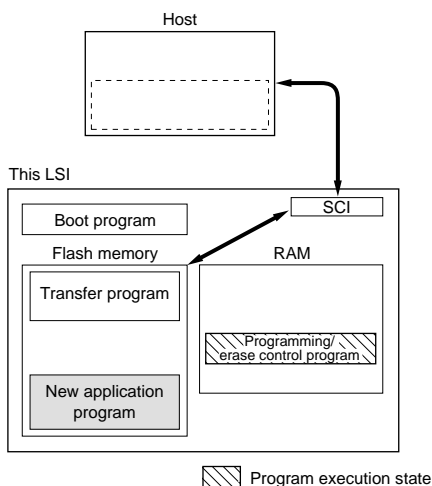 Host
This LSI
SCI
Boot program
Flash memory
RAM
Transfer program
Programming/
erase control program
New application
program
Program execution state